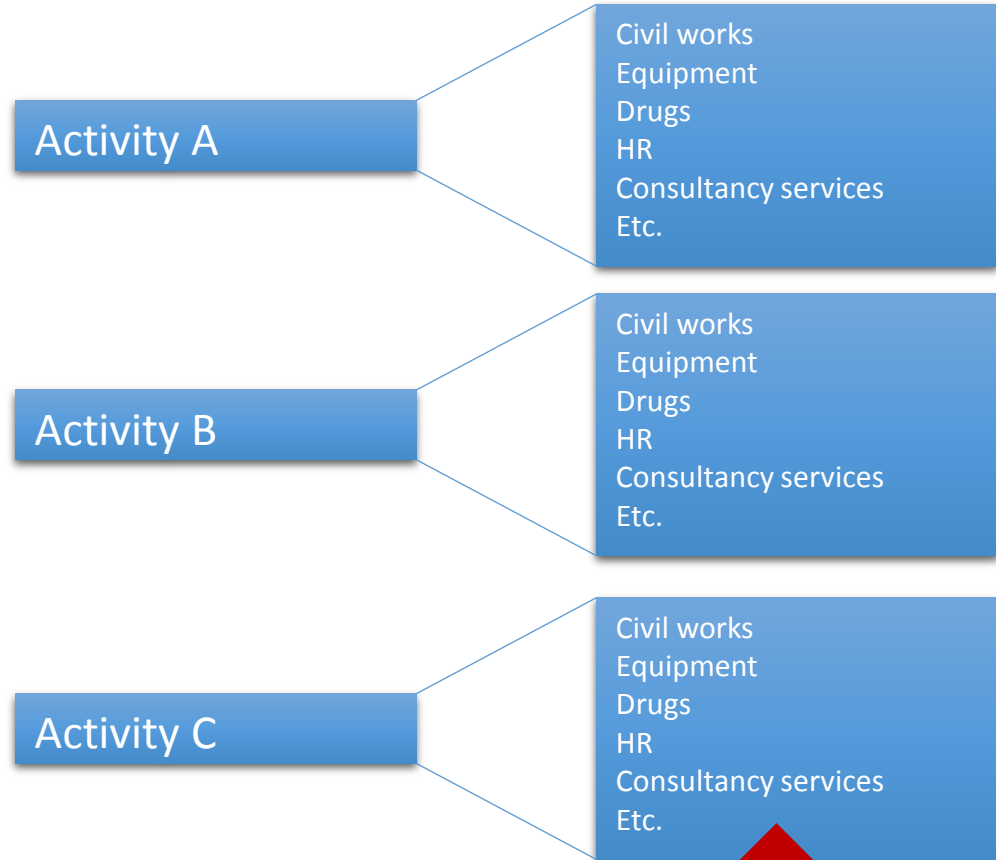 Activity A
Civil works
Equipment
Drugs
HR
Consultancy services
Etc.
Activity B
Civil works
Equipment
Drugs
HR
Consultancy services
Etc.
Activity C
Civil works
Equipment
Drugs
HR
Consultancy services
Etc.